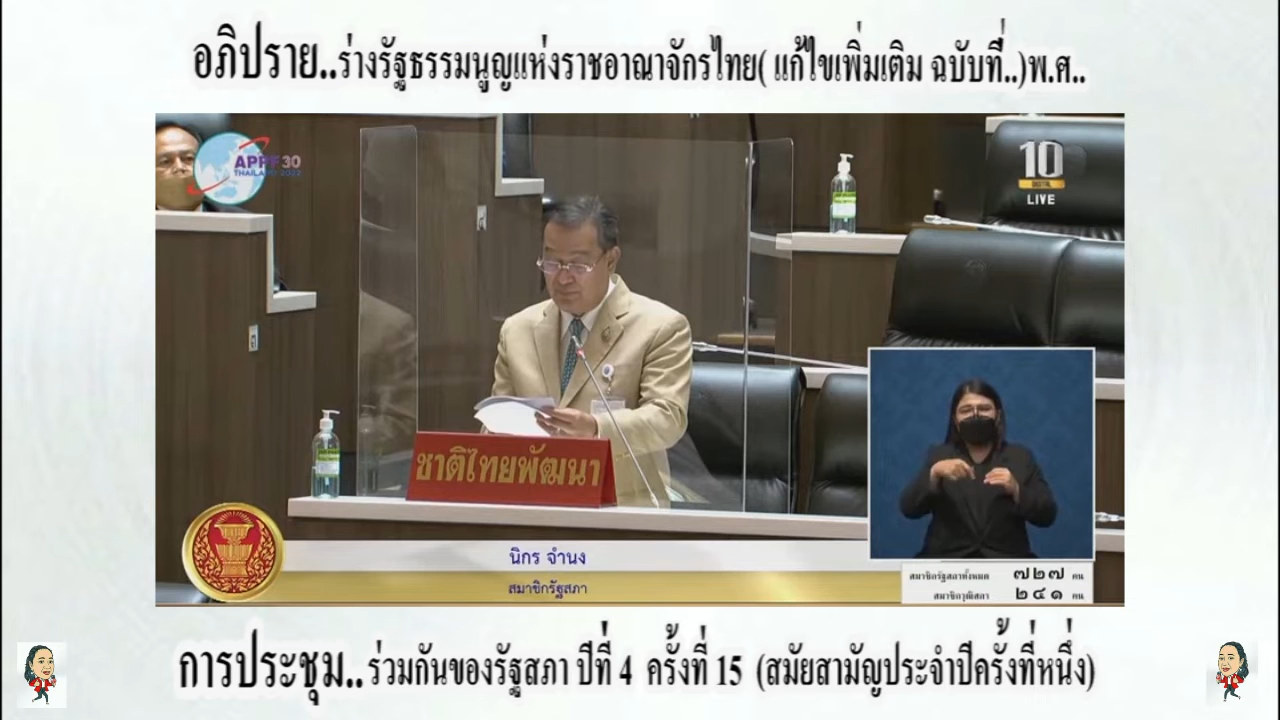 อภิปราย..ร่างรัฐธรรมนูญแห่งราชอาณาจักรไทย( แก้ไขเพิ่มเติม ฉบับที่..)พ.ศ..
APPF 30
THAILAND 2022
10
DIGITAL
LIVE
ชาติไทยพัฒนา
นิกร จำนง
สมาชิกรัฐสภา
สมาชิกรัฐสภาทั้งหมด ๗๒๗ คน
สมาชิกวุฒิสภา ๒๔๑ คน
การประชุม..ร่วมกันของรัฐสภา ปีที่ 4 ครั้งที่ 15 (สมัยสามัญประจำปีครั้งที่หนึ่ง)